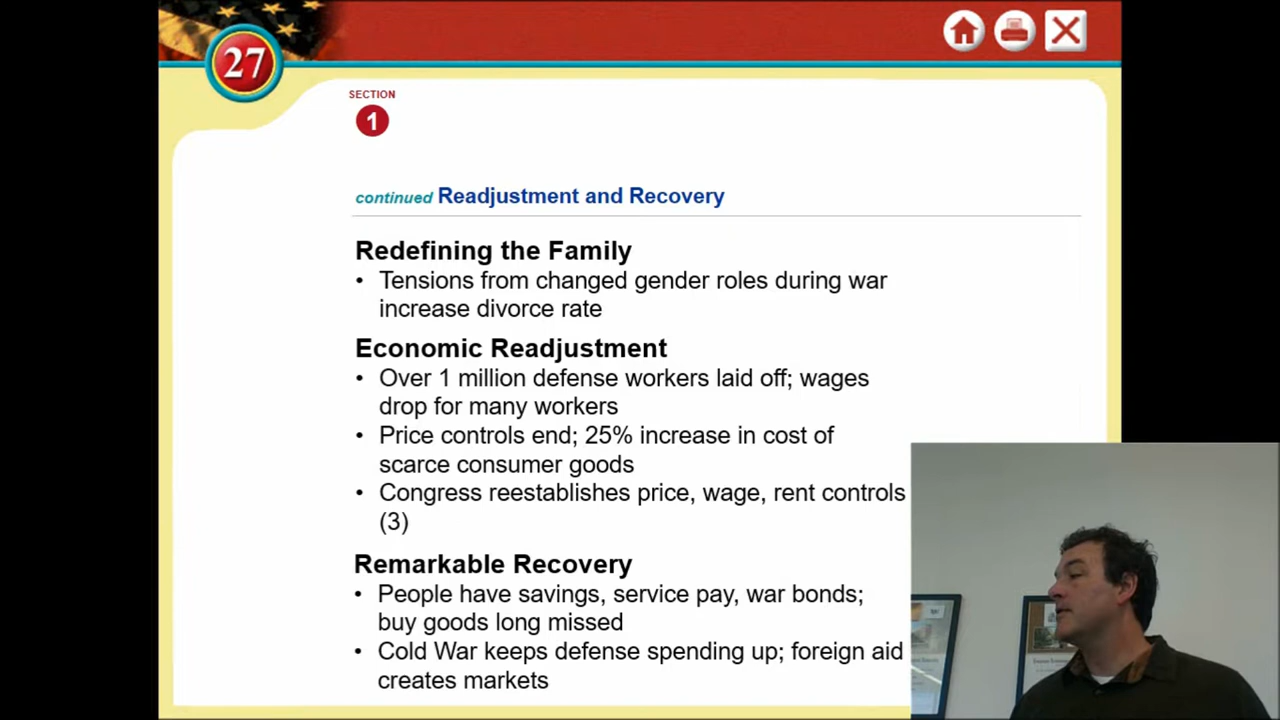 27
SECTION
1
continued Readjustment and Recovery
Redefining the Family
• Tensions from changed gender roles during war
increase divorce rate
Economic Readjustment
• Over 1 million defense workers laid off; wages
drop for many workers
• Price controls end; 25% increase in cost of
scarce consumer goods
• Congress reestablishes price, wage, rent controls
(3)
Remarkable Recovery
• People have savings, service pay, war bonds;
buy goods long missed
• Cold War keeps defense spending up; foreign aid
creates markets